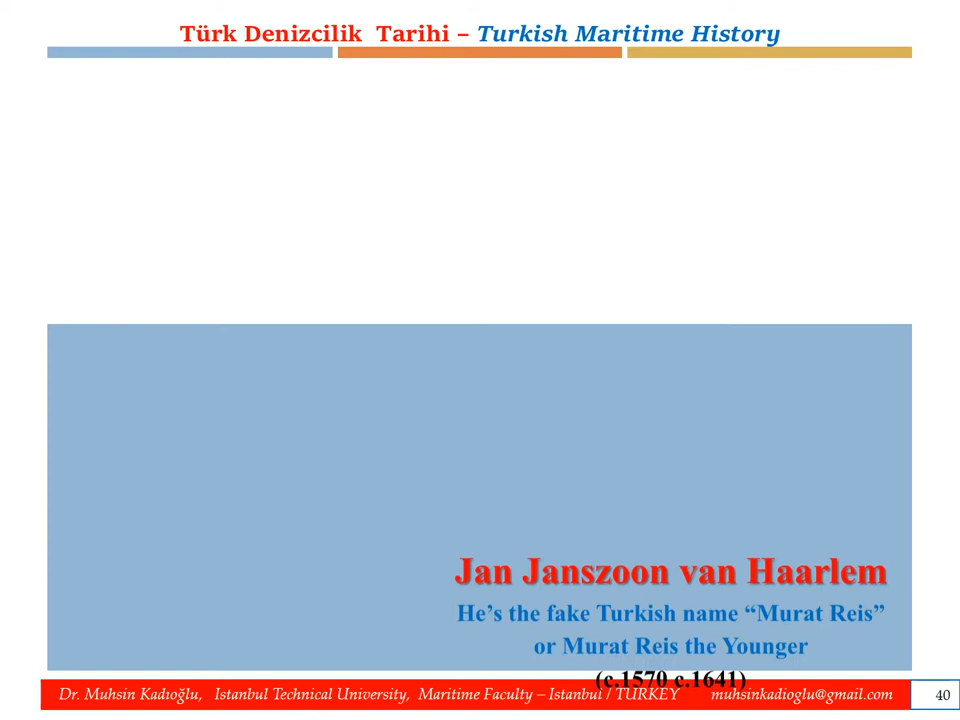 Türk Denizcilik Tarihi – Turkish Maritime History
Jan Janszoon van Haarlem
He’s the fake Turkish name “Murat Reis”
or Murat Reis the Younger
(c.1570 c.1641)
Dr. Muhsin Kadıoğlu, Istanbul Technical University, Maritime Faculty – Istanbul / TURKEY muhsinkadioglu@gmail.com 40